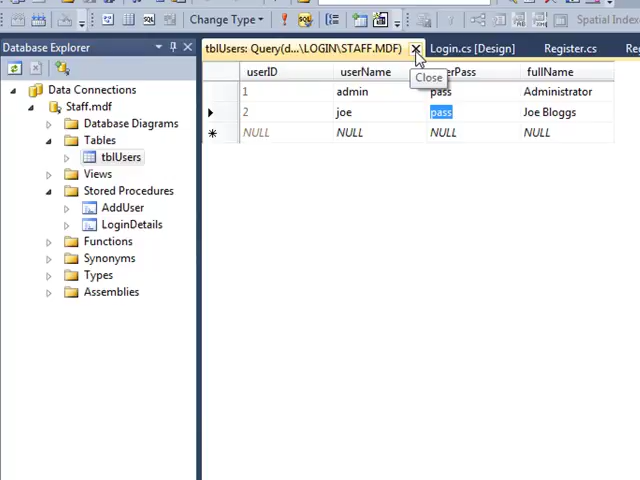 Change Type
Spatial Index
Database Explorer
tblUsers: Query(d...\LOGIN\STAFF.MDF)
Login.cs [Design]
Register.cs
Re
Close
Data Connections
Staff.mdf
Database Diagrams
Tables
tblUsers
Views
Stored Procedures
AddUser
LoginDetails
Functions
Synonyms
Types
Assemblies
userID userName erPass fullName
1 admin pass Administrator
2 joe pass Joe Bloggs
NULL NULL NULL NULL